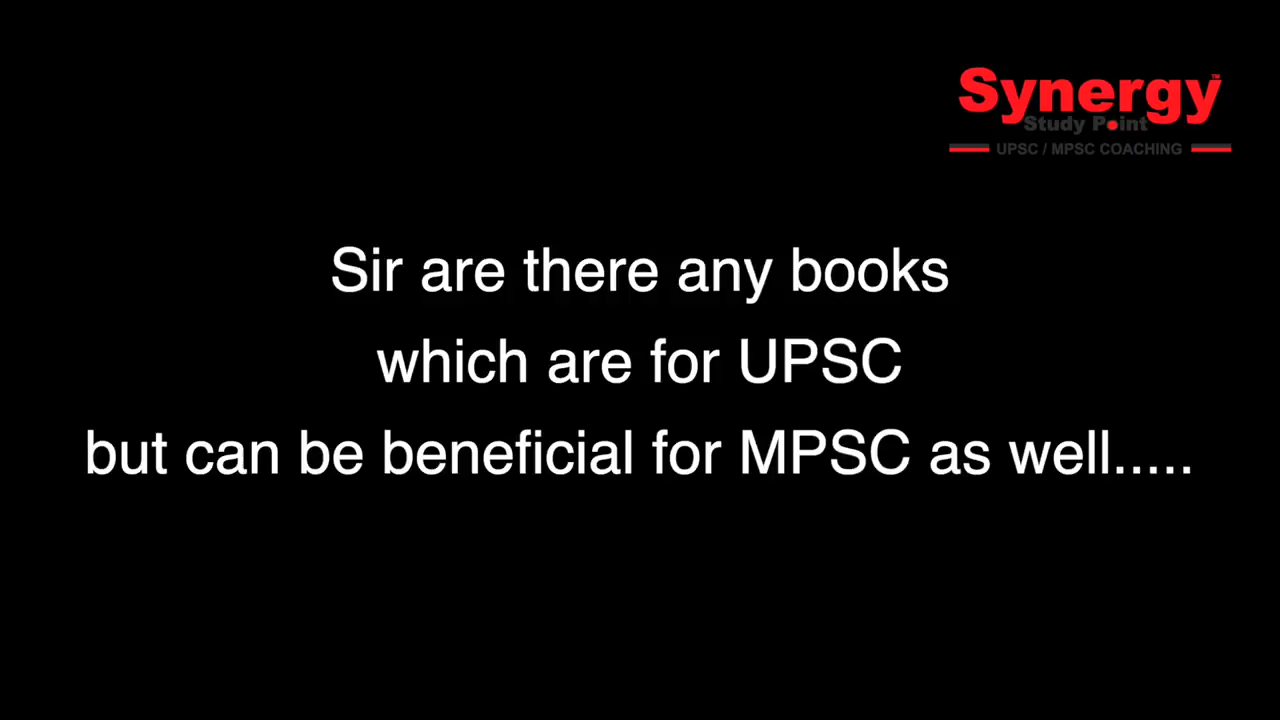 Synergy™
Study Point
UPSC / MPSC COACHING
Sir are there any books
which are for UPSC
but can be beneficial for MPSC as well.....